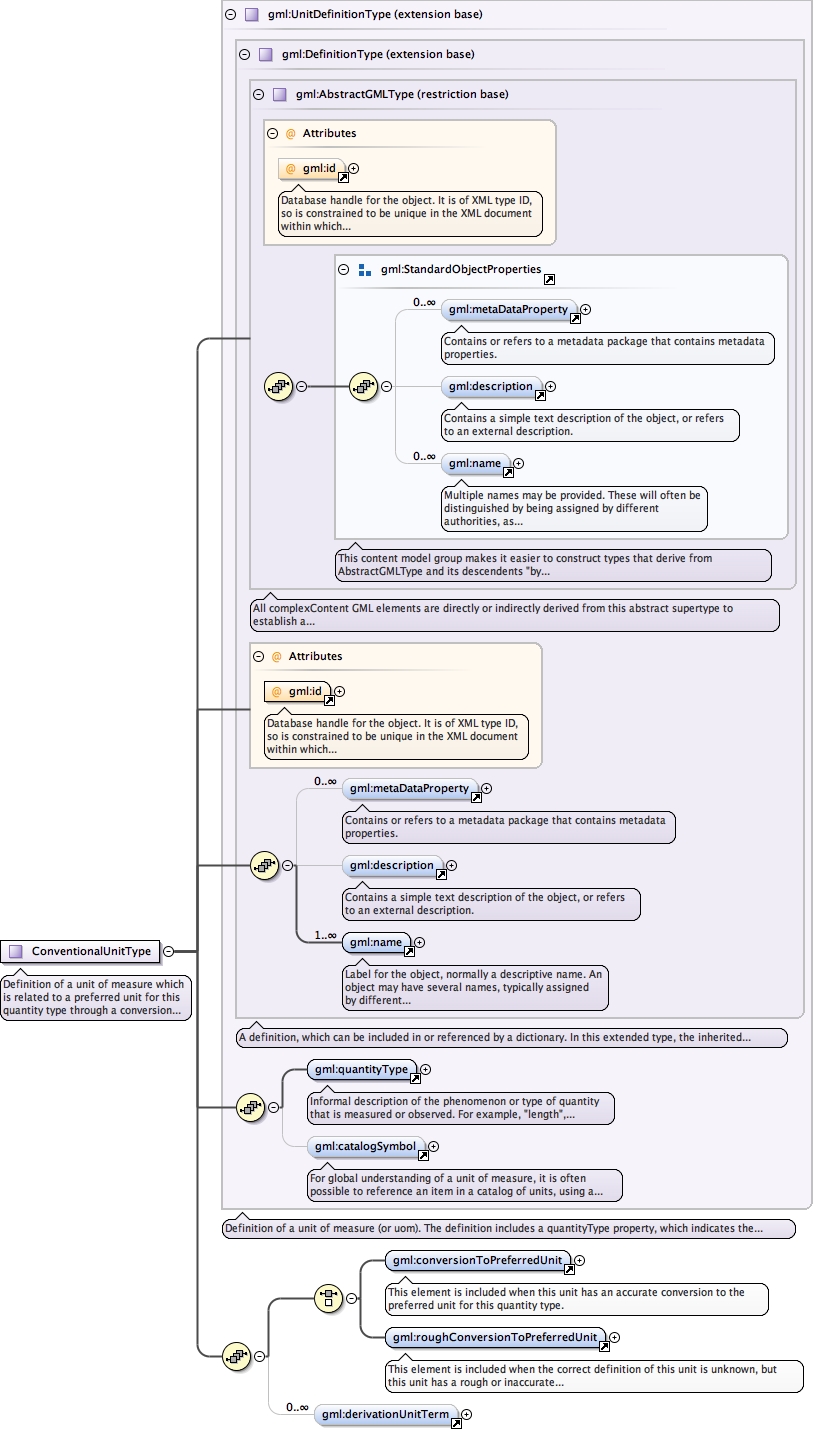 gml:UnitDefinitionType (extension base)
gml:DefinitionType (extension base)
gml:AbstractGMLType (restriction base)
@ Attributes
@ gml:id
Database handle for the object. It is of XML type ID,
so is constrained to be unique in the XML document
within which...
gml:StandardObjectProperties
0..∞
gml:metaDataProperty
Contains or refers to a metadata package that contains metadata
properties.
gml:description
Contains a simple text description of the object, or refers
to an external description.
0..∞
gml:name
Multiple names may be provided. These will often be
distinguished by being assigned by different
authorities, as...
This content model group makes it easier to construct types that derive from
AbstractGMLType and its descendents "by...
All complexContent GML elements are directly or indirectly derived from this abstract supertype to
establish a...
@ Attributes
@ gml:id
Database handle for the object. It is of XML type ID,
so is constrained to be unique in the XML document
within which...
0..∞
gml:metaDataProperty
Contains or refers to a metadata package that contains metadata
properties.
gml:description
Contains a simple text description of the object, or refers
to an external description.
1..∞
gml:name
Label for the object, normally a descriptive name. An
object may have several names, typically assigned
by different...
ConventionalUnitType
Definition of a unit of measure which
is related to a preferred unit for this
quantity type through a conversion...
A definition, which can be included in or referenced by a dictionary. In this extended type, the inherited...
gml:quantityType
Informal description of the phenomenon or type of quantity
that is measured or observed. For example, "length",...
gml:catalogSymbol
For global understanding of a unit of measure, it is often
possible to reference an item in a catalog of units, using a...
Definition of a unit of measure (or uom). The definition includes a quantityType property, which indicates the...
gml:conversionToPreferredUnit
This element is included when this unit has an accurate conversion to the
preferred unit for this quantity type.
gml:roughConversionToPreferredUnit
This element is included when the correct definition of this unit is unknown, but
this unit has a rough or inaccurate...
0..∞
gml:derivationUnitTerm